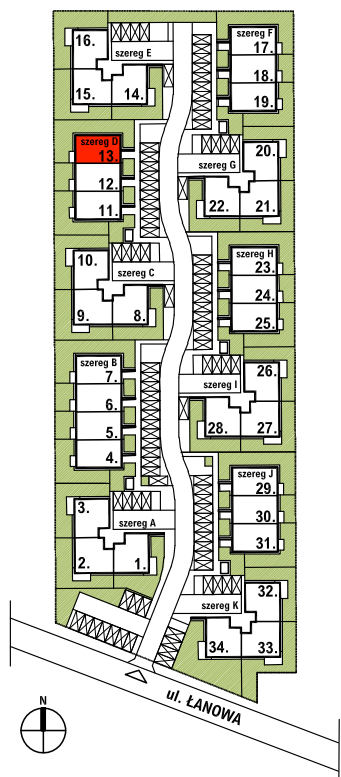 16.
szereg E
15.
14.
szereg F
17.
18.
19.
szereg D
13.
12.
11.
szereg G
20.
22.
21.
10.
szereg C
9.
8.
szereg H
23.
24.
25.
szereg B
7.
6.
5.
4.
26.
szereg I
28.
27.
3.
szereg A
2.
1.
szereg J
29.
30.
31.
szereg K
32.
34.
33.
ul. ŁANOWA
N